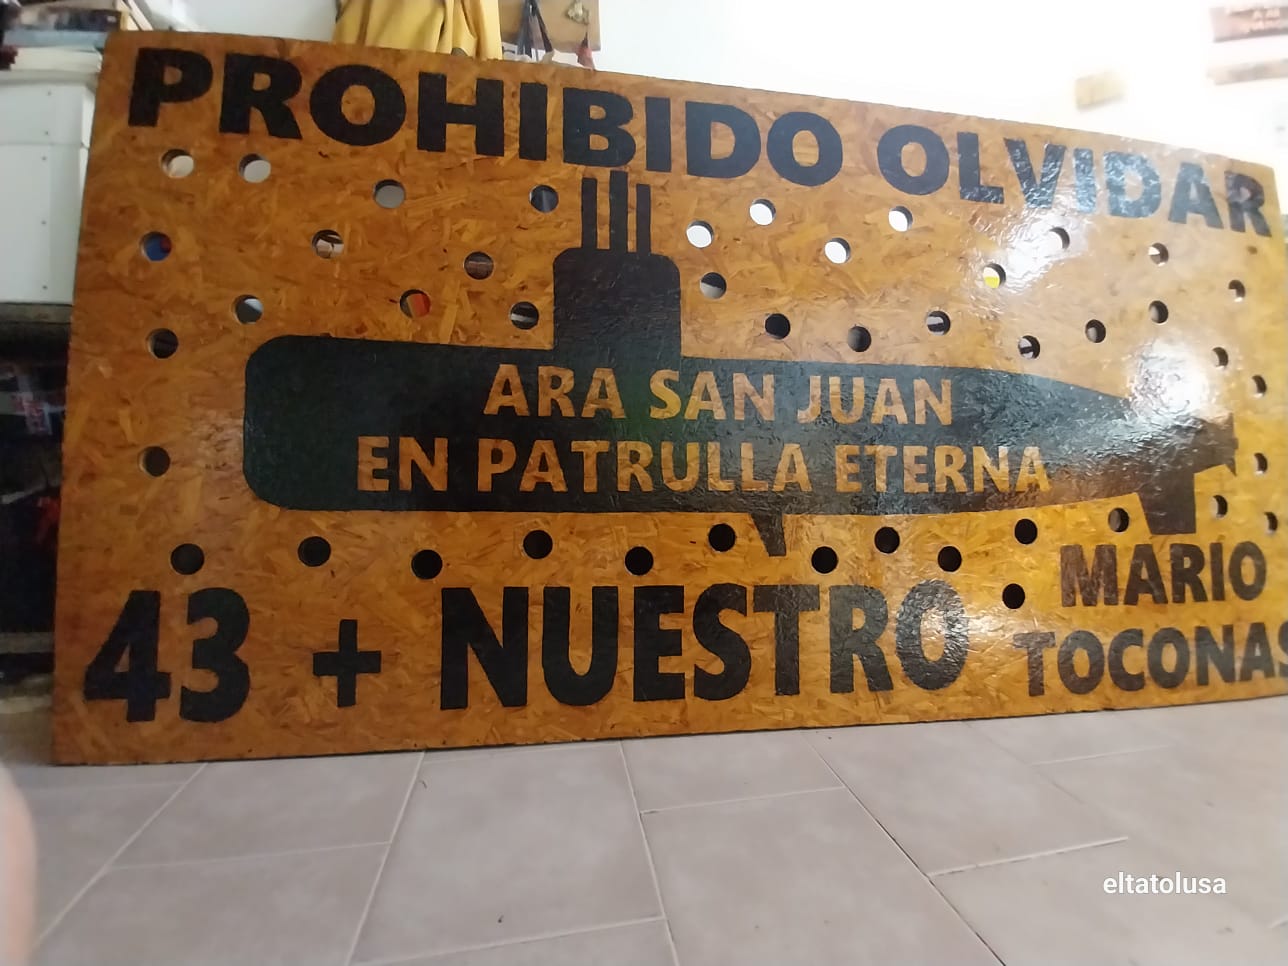 PROHIBIDO OLVIDAR
ARA SAN JUAN
EN PATRULLA ETERNA
43 + NUESTRO
MARIO
TOCONAS
eltatolusa